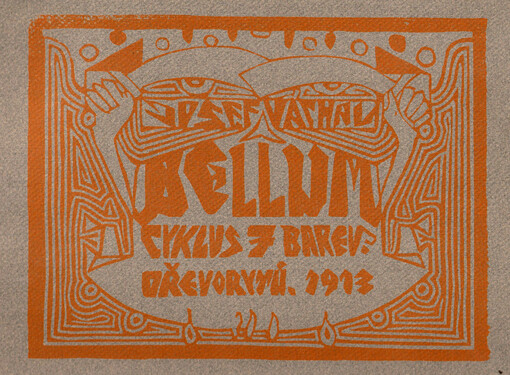 JOSEF VÁCHAL
BELLUM
CYKLUS 7 BAREV:
DŘEVORYTŮ. 1913